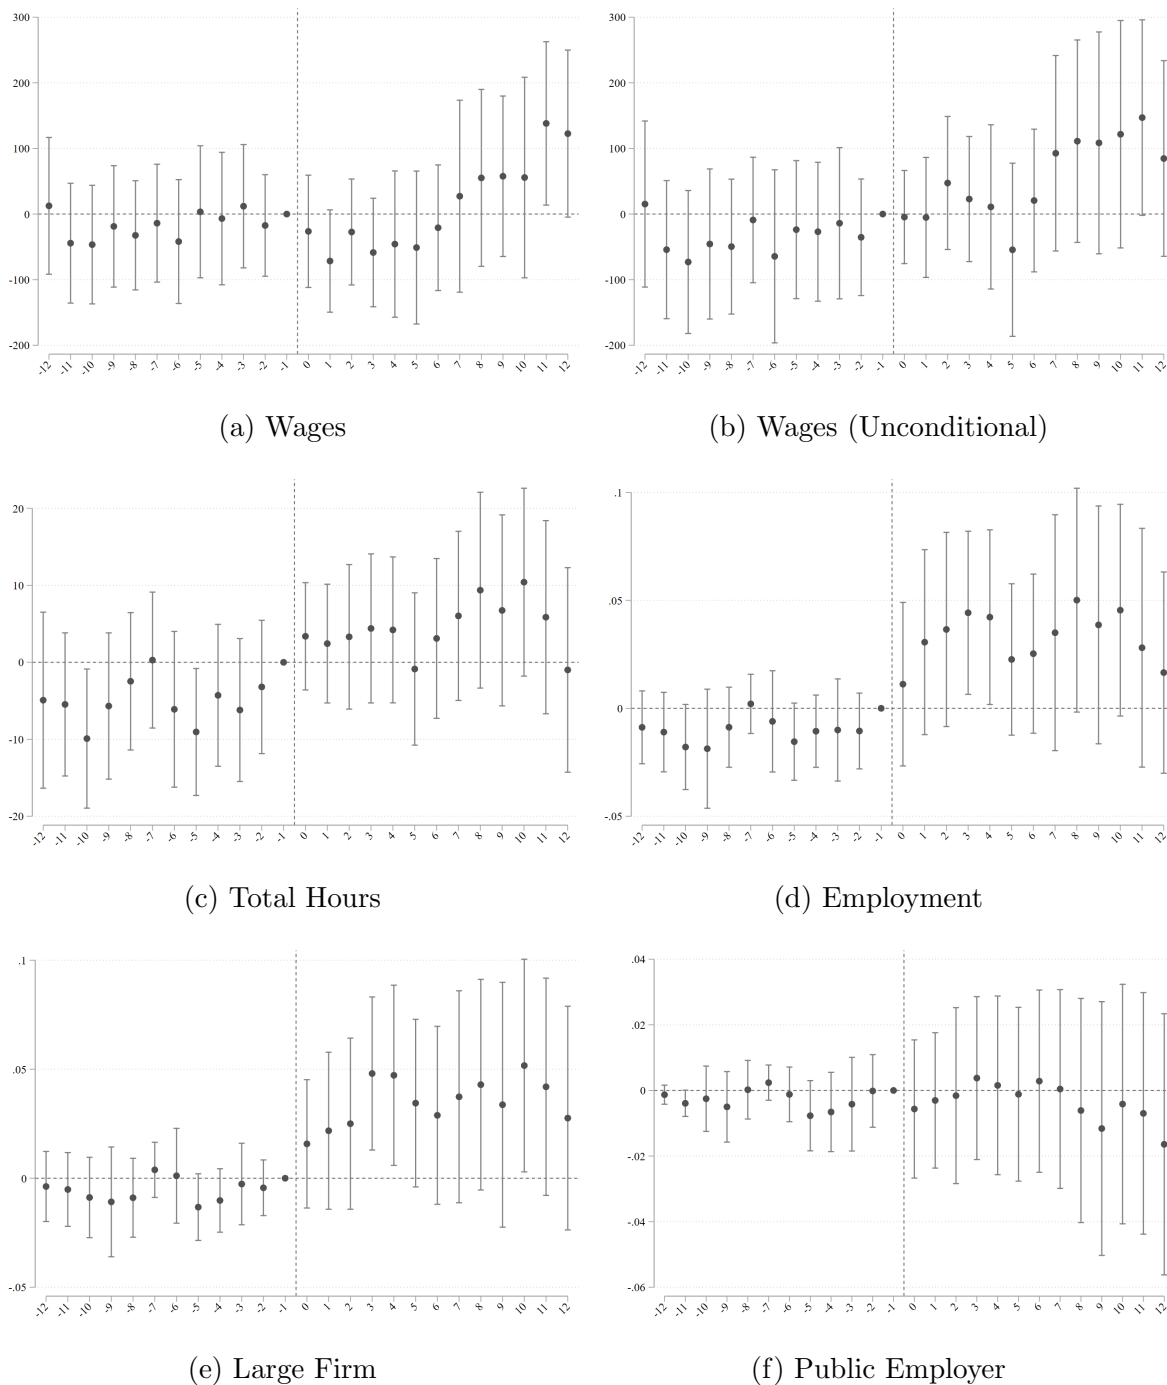 300
200
100
0
-100
-200
-12 -11 -10 -9 -8 -7 -6 -5 -4 -3 -2 -1 0 1 2 3 4 5 6 7 8 9 10 11 12
(a) Wages
300
200
100
0
-100
-200
-12 -11 -10 -9 -8 -7 -6 -5 -4 -3 -2 -1 0 1 2 3 4 5 6 7 8 9 10 11 12
(b) Wages (Unconditional)
20
10
0
-10
-20
-12 -11 -10 -9 -8 -7 -6 -5 -4 -3 -2 -1 0 1 2 3 4 5 6 7 8 9 10 11 12
(c) Total Hours
.1
.05
0
-.05
-12 -11 -10 -9 -8 -7 -6 -5 -4 -3 -2 -1 0 1 2 3 4 5 6 7 8 9 10 11 12
(d) Employment
.1
.05
0
-.05
-12 -11 -10 -9 -8 -7 -6 -5 -4 -3 -2 -1 0 1 2 3 4 5 6 7 8 9 10 11 12
(e) Large Firm
.04
.02
0
-.02
-.04
-.06
-12 -11 -10 -9 -8 -7 -6 -5 -4 -3 -2 -1 0 1 2 3 4 5 6 7 8 9 10 11 12
(f) Public Employer